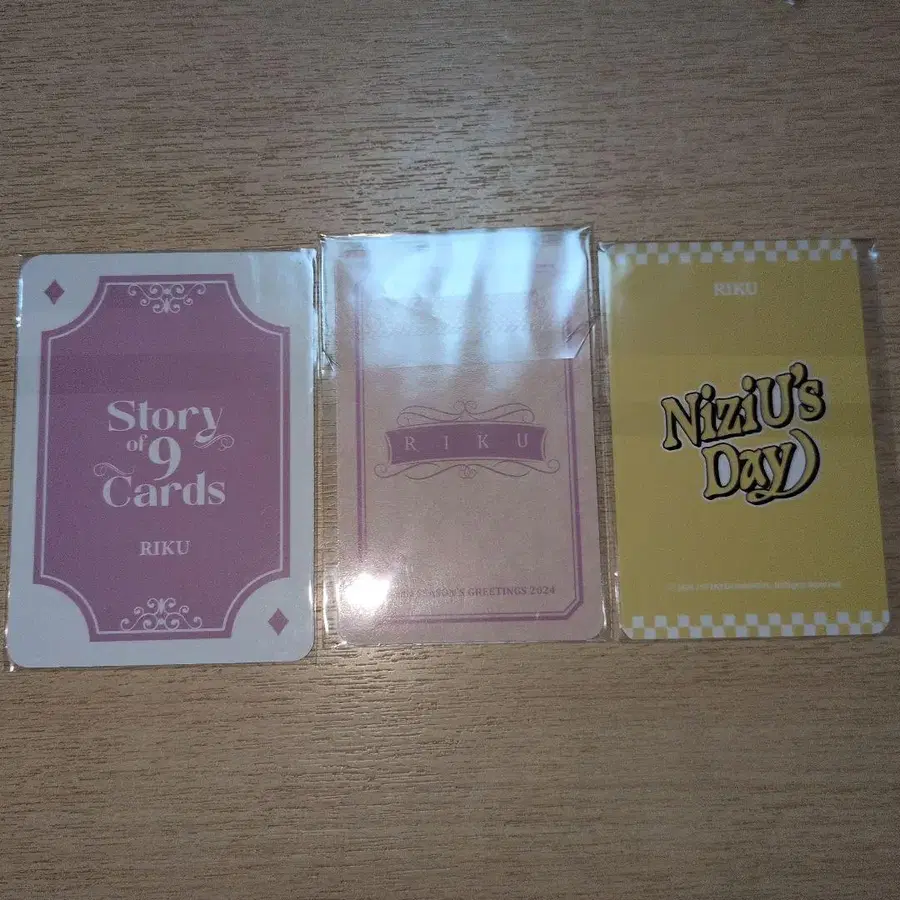 Story
of
9
Cards
RIKU
RIKU
SEASON'S GREETINGS 2024
RIKU
NiziU's
Day